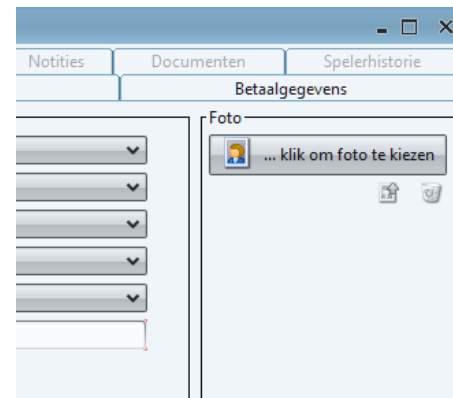 Notities Documenten Spelerhistorie
Betaalgegevens
Foto
... klik om foto te kiezen